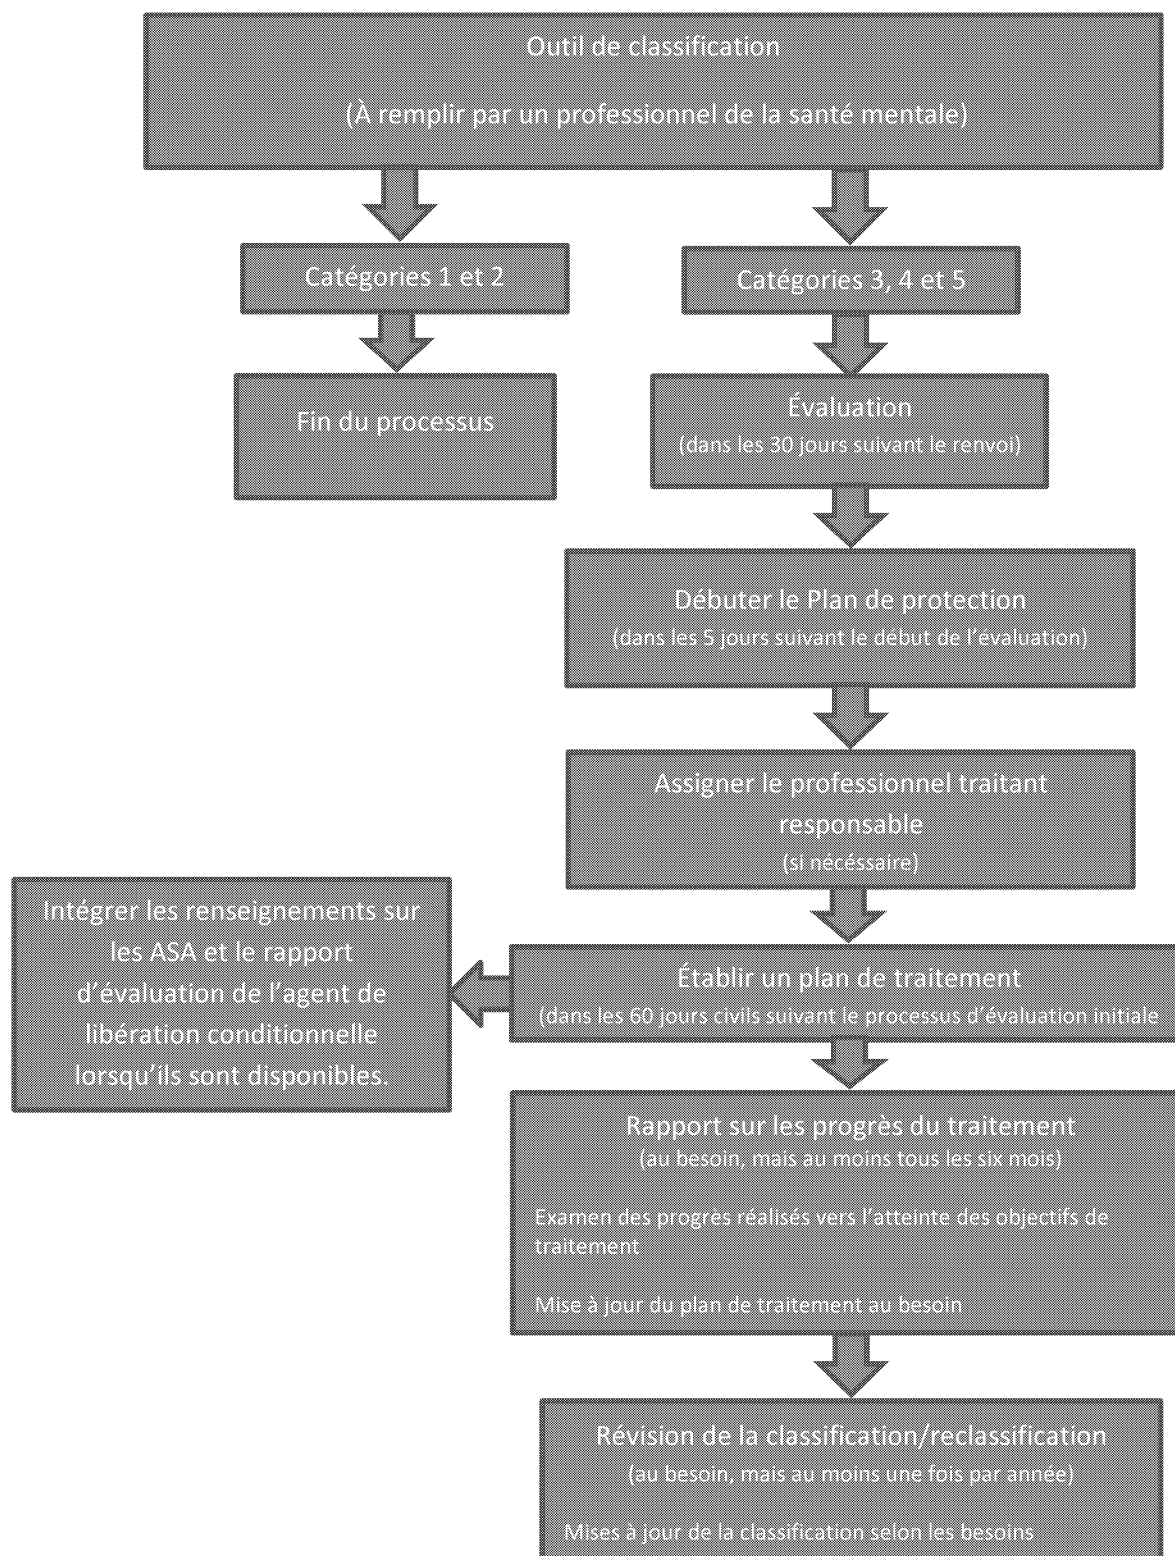 Outil de classification
(À remplir par un professionnel de la santé mentale)
Catégories 1 et 2
Catégories 3, 4 et 5
Fin du processus
Évaluation
(dans les 30 jours suivant le renvoi)
Débuter le Plan de protection
(dans les 5 jours suivant le début de l'évaluation)
Assigner le professionnel traitant
responsable
(si nécéssaire)
Intégrer les renseignements sur
les ASA et le rapport
d'évaluation de l'agent de
libération conditionnelle
lorsqu'ils sont disponibles.
Établir un plan de traitement
(dans les 60 jours civils suivant le processus d'évaluation initiale
Rapport sur les progrès du traitement
(au besoin, mais au moins tous les six mois)
Examen des progrès réalisés vers l'atteinte des objectifs de
traitement
Mise à jour du plan de traitement au besoin
Révision de la classification/reclassification
(au besoin, mais au moins une fois par année)
Mises à jour de la classification selon les besoins